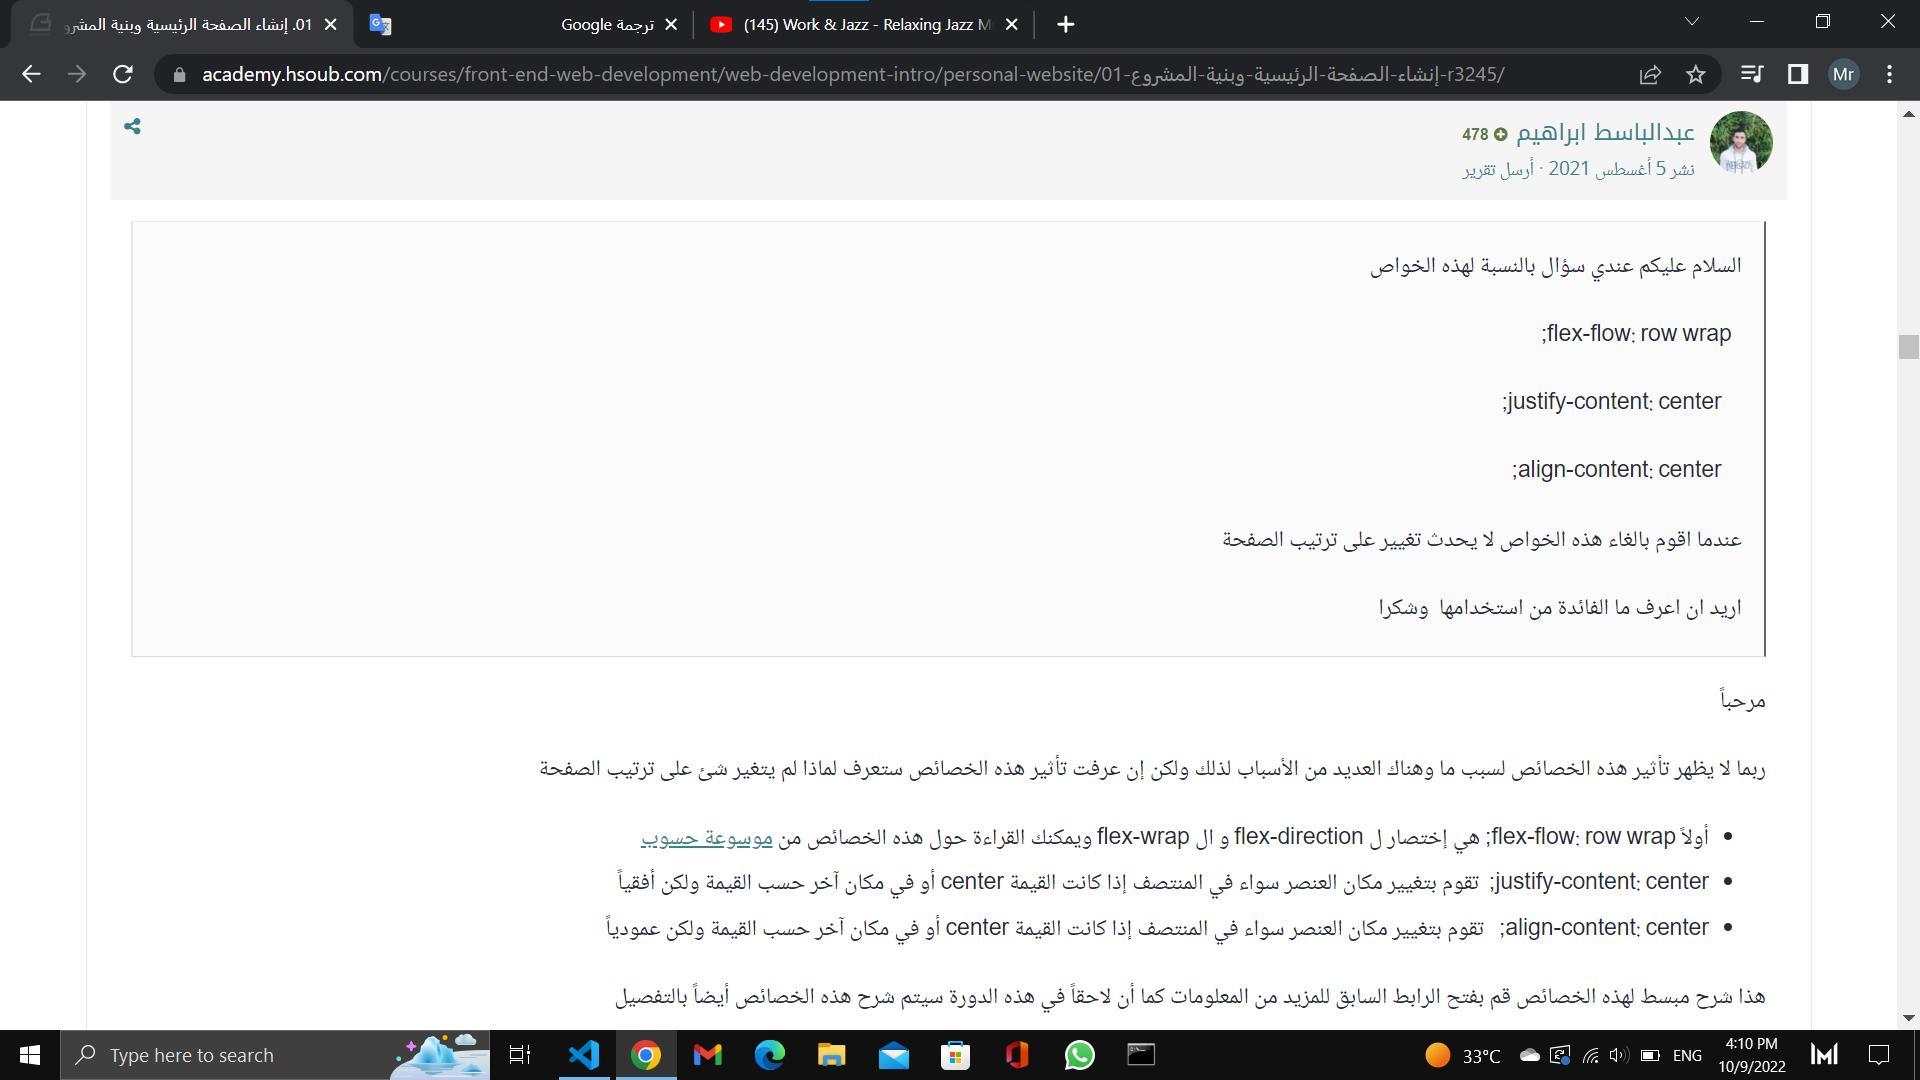 01. إنشاء الصفحة الرئيسية وبنية المشرو
ترجمة Google
(145) Work & Jazz - Relaxing Jazz M
academy.hsoub.com/courses/front-end-web-development/web-development-intro/personal-website/01-إنشاء-الصفحة-الرئيسية-وبنية-المشروع-r3245/
Mr
عبدالباسط ابراهيم 478
نشر 5 أغسطس 2021 · أرسل تقرير
السلام عليكم عندي سؤال بالنسبة لهذه الخواص
flex-flow: row wrap;
justify-content: center;
align-content: center;
عندما اقوم بالغاء هذه الخواص لا يحدث تغيير على ترتيب الصفحة
اريد ان اعرف ما الفائدة من استخدامها وشكرا
مرحباً
ربما لا يظهر تأثير هذه الخصائص لسبب ما وهناك العديد من الأسباب لذلك ولكن إن عرفت تأثير هذه الخصائص ستعرف لماذا لم يتغير شئ على ترتيب الصفحة
أولاً flex-flow: row wrap; هي إختصار ل flex-direction و ال flex-wrap ويمكنك القراءة حول هذه الخصائص من موسوعة حسوب
justify-content: center; تقوم بتغيير مكان العنصر سواء في المنتصف إذا كانت القيمة center أو في مكان آخر حسب القيمة ولكن أفقياً
align-content: center; تقوم بتغيير مكان العنصر سواء في المنتصف إذا كانت القيمة center أو في مكان آخر حسب القيمة ولكن عمودياً
هذا شرح مبسط لهذه الخصائص قم بفتح الرابط السابق للمزيد من المعلومات كما أن لاحقاً في هذه الدورة سيتم شرح هذه الخصائص أيضاً بالتفصيل
Type here to search
33°C
ENG
4:10 PM
10/9/2022